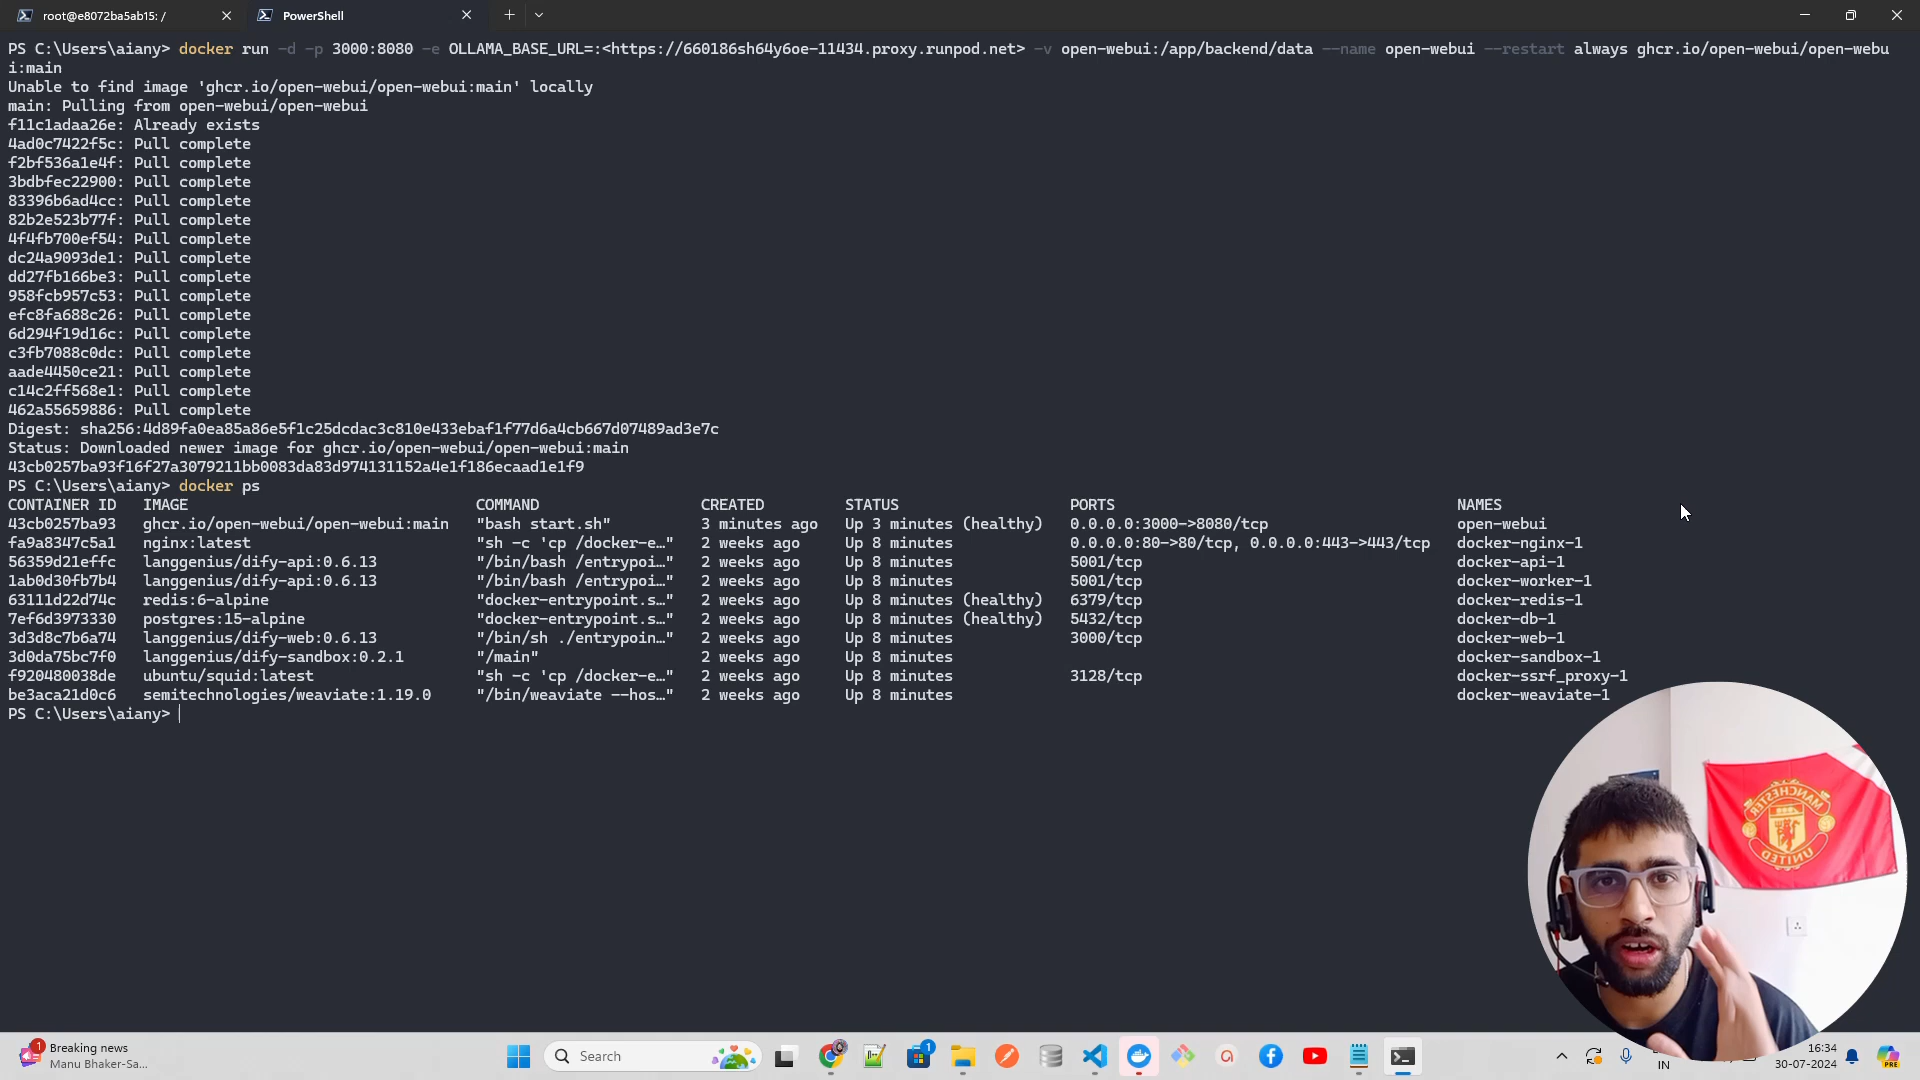 root@e8072ba5ab15: /
PowerShell
PS C:\Users\aiany> docker run -d -p 3000:8080 -e OLLAMA_BASE_URL=:<https://660186sh64y6oe-11434.proxy.runpod.net> -v open-webui:/app/backend/data --name open-webui --restart always ghcr.io/open-webui/open-webu
i:main
Unable to find image 'ghcr.io/open-webui/open-webui:main' locally
main: Pulling from open-webui/open-webui
f11c1adaa26e: Already exists
4ad0c7422f5c: Pull complete
f2bf536a1e4f: Pull complete
3bdbfec22900: Pull complete
83396b6ad4cc: Pull complete
82b2e523b77f: Pull complete
4f4fb700ef54: Pull complete
dc24a9093de1: Pull complete
dd27fb166be3: Pull complete
958fcb957c53: Pull complete
efc8fa688c26: Pull complete
6d294f19d16c: Pull complete
c3fb7088c0dc: Pull complete
aade4450ce21: Pull complete
c14c2ff568e1: Pull complete
462a55659886: Pull complete
Digest: sha256:4d89fa0ea85a86e5f1c25dcdac3c810e433ebaf1f77d6a4cb667d07489ad3e7c
Status: Downloaded newer image for ghcr.io/open-webui/open-webui:main
43cb0257ba93f16f27a3079211bb0083da83d974131152a4e1f186ecaad1e1f9
PS C:\Users\aiany> docker ps
CONTAINER ID IMAGE COMMAND CREATED STATUS PORTS NAMES
43cb0257ba93 ghcr.io/open-webui/open-webui:main "bash start.sh" 3 minutes ago Up 3 minutes (healthy) 0.0.0.0:3000->8080/tcp open-webui
fa9a8347c5a1 nginx:latest "sh -c 'cp /docker-e…" 2 weeks ago Up 8 minutes 0.0.0.0:80->80/tcp, 0.0.0.0:443->443/tcp docker-nginx-1
56359d21effc langgenius/dify-api:0.6.13 "/bin/bash /entrypoi…" 2 weeks ago Up 8 minutes 5001/tcp docker-api-1
1ab0d30fb7b4 langgenius/dify-api:0.6.13 "/bin/bash /entrypoi…" 2 weeks ago Up 8 minutes 5001/tcp docker-worker-1
63111d22d74c redis:6-alpine "docker-entrypoint.s…" 2 weeks ago Up 8 minutes (healthy) 6379/tcp docker-redis-1
7ef6d3973330 postgres:15-alpine "docker-entrypoint.s…" 2 weeks ago Up 8 minutes (healthy) 5432/tcp docker-db-1
3d3d8c7b6a74 langgenius/dify-web:0.6.13 "/bin/sh ./entrypoin…" 2 weeks ago Up 8 minutes 3000/tcp docker-web-1
3d0da75bc7f0 langgenius/dify-sandbox:0.2.1 "/main" 2 weeks ago Up 8 minutes docker-sandbox-1
f920480038de ubuntu/squid:latest "sh -c 'cp /docker-e…" 2 weeks ago Up 8 minutes 3128/tcp docker-ssrf_proxy-1
be3aca21d0c6 semitechnologies/weaviate:1.19.0 "/bin/weaviate --hos…" 2 weeks ago Up 8 minutes docker-weaviate-1
PS C:\Users\aiany>
MANCHESTER
UNITED
1
Breaking news
Manu Bhaker-Sa...
Search
1
IN
16:34
30-07-2024
PRE